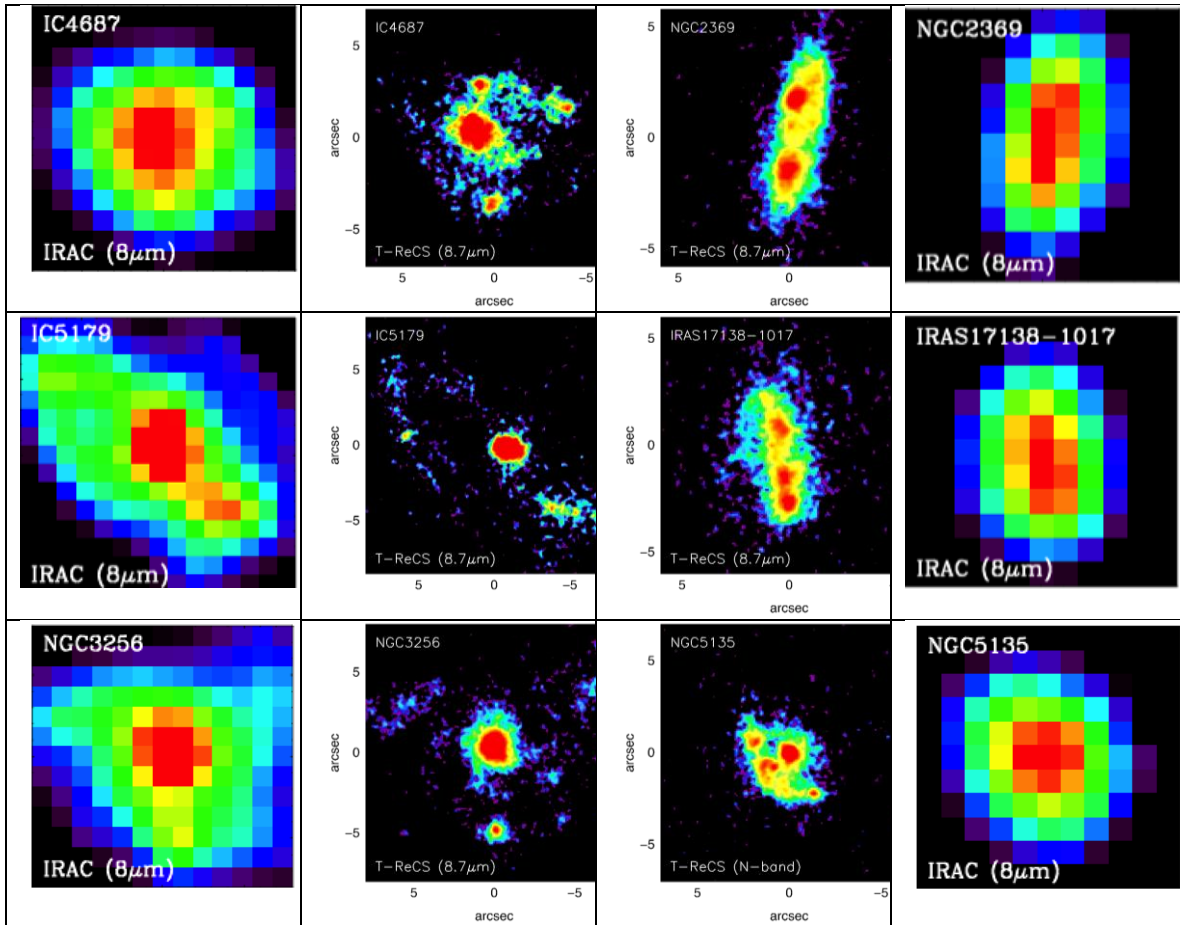 IC4687
IRAC (8μm)
IC4687
5
0
−5
arcsec
T−ReCS (8.7μm)
5 0 −5
arcsec
NGC2369
5
0
−5
arcsec
T−ReCS (8.7μm)
5 0 −5
arcsec
NGC2369
IRAC (8μm)
IC5179
IRAC (8μm)
IC5179
5
0
−5
arcsec
T−ReCS (8.7μm)
5 0 −5
arcsec
IRAS17138−1017
5
0
−5
arcsec
T−ReCS (8.7μm)
5 0 −5
arcsec
IRAS17138−1017
IRAC (8μm)
NGC3256
IRAC (8μm)
NGC3256
5
0
−5
arcsec
T−ReCS (8.7μm)
5 0 −5
arcsec
NGC5135
5
0
−5
arcsec
T−ReCS (N−band)
5 0 −5
arcsec
NGC5135
IRAC (8μm)